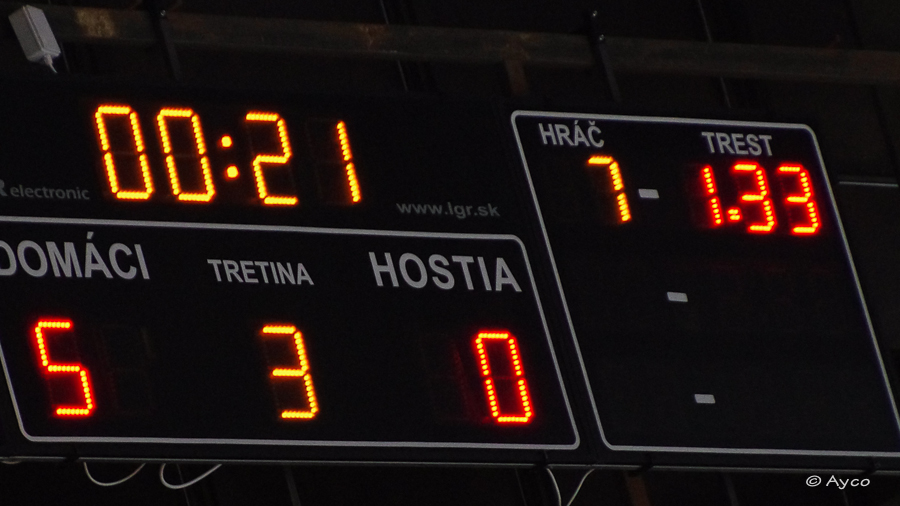 00:21
R electronic
www.lgr.sk
DOMÁCI TRETINA HOSTIA
5 3 0
HRÁČ TREST
7 - 1.33
-
-
© Ayco